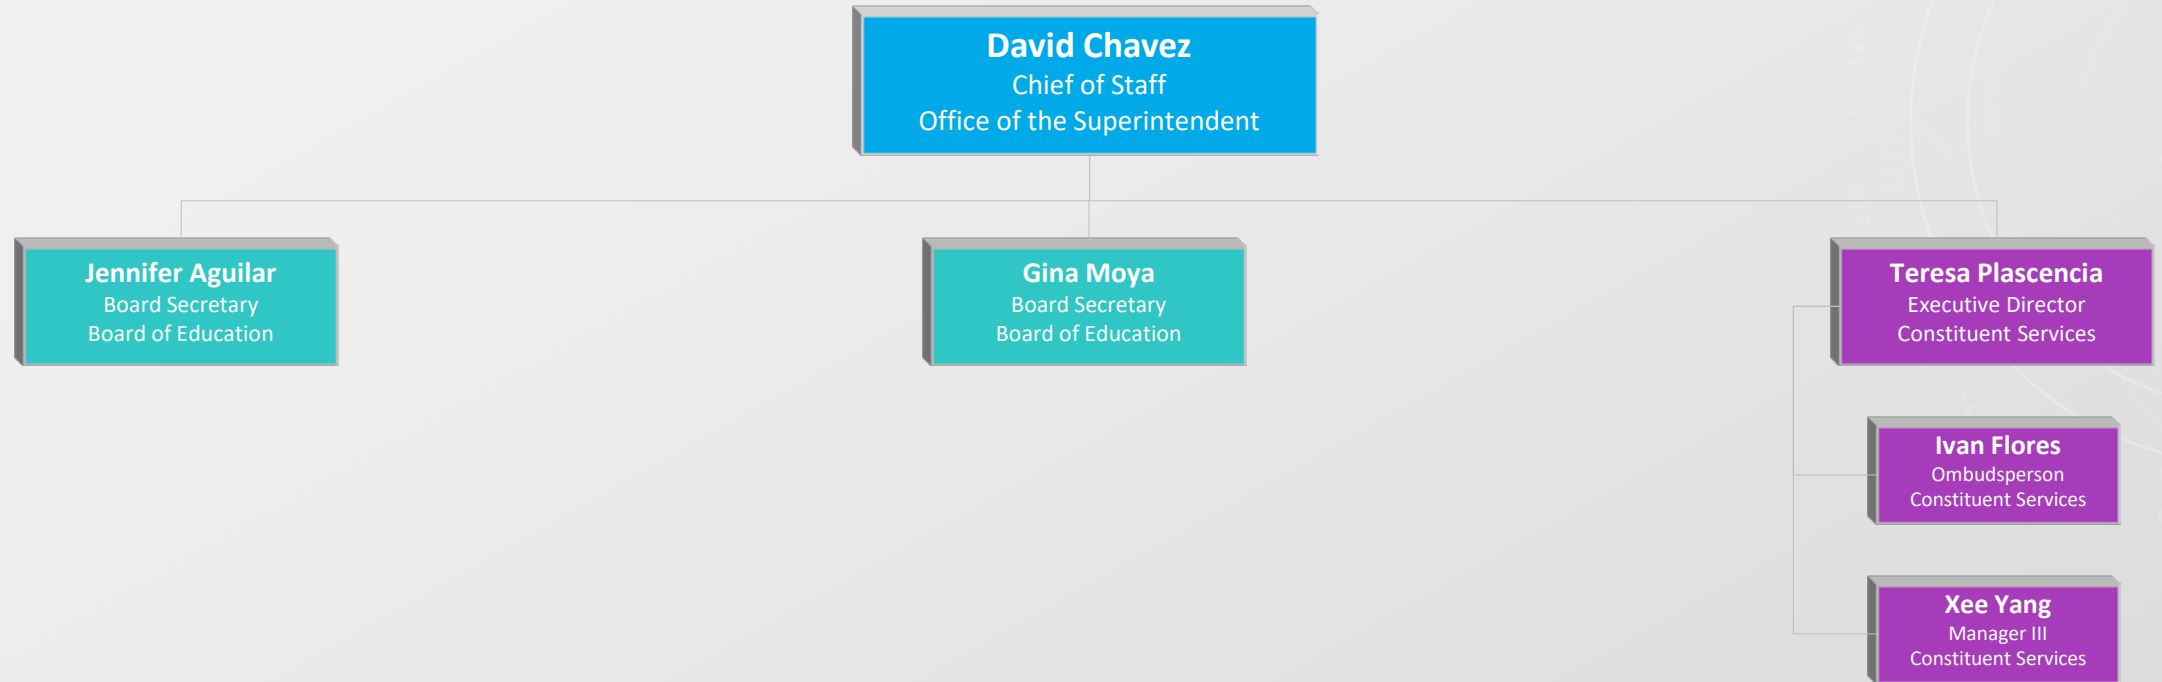 David Chavez
Chief of Staff
Office of the Superintendent
Jennifer Aguilar
Board Secretary
Board of Education
Gina Moya
Board Secretary
Board of Education
Teresa Plascencia
Executive Director
Constituent Services
Ivan Flores
Ombudsperson
Constituent Services
Xee Yang
Manager III
Constituent Services